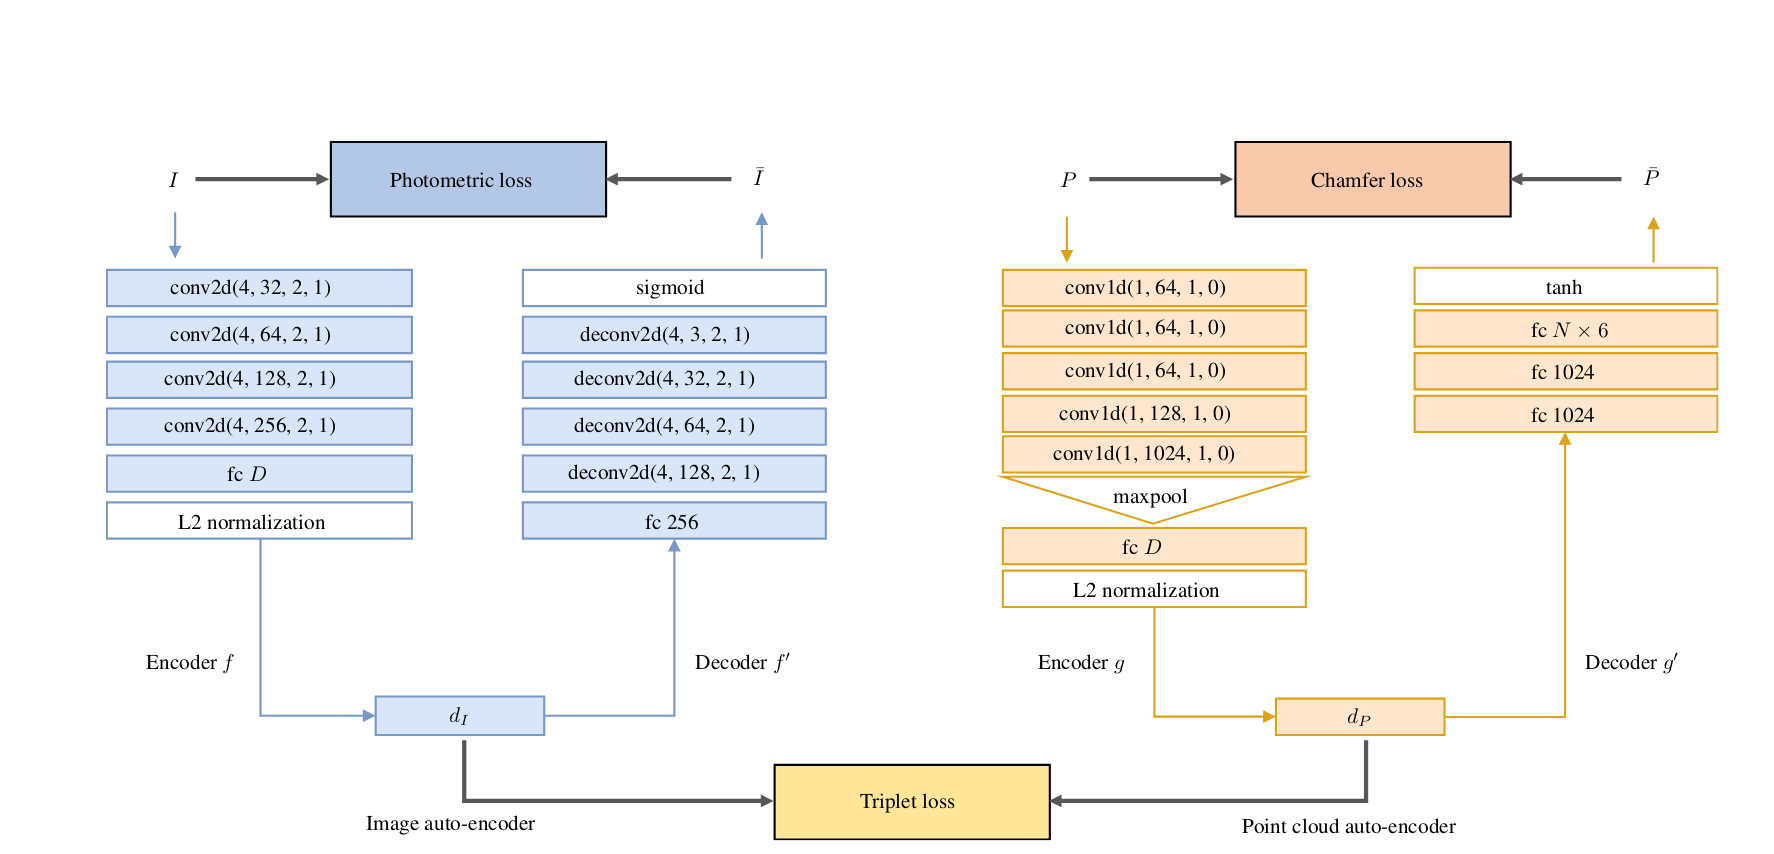 I
Photometric loss
Ī
conv2d(4, 32, 2, 1)
conv2d(4, 64, 2, 1)
conv2d(4, 128, 2, 1)
conv2d(4, 256, 2, 1)
fc D
L2 normalization
sigmoid
deconv2d(4, 3, 2, 1)
deconv2d(4, 32, 2, 1)
deconv2d(4, 64, 2, 1)
deconv2d(4, 128, 2, 1)
fc 256
Encoder f
Decoder f′
d_I
Image auto-encoder
P
Chamfer loss
P̄
conv1d(1, 64, 1, 0)
conv1d(1, 64, 1, 0)
conv1d(1, 64, 1, 0)
conv1d(1, 128, 1, 0)
conv1d(1, 1024, 1, 0)
maxpool
fc D
L2 normalization
tanh
fc N × 6
fc 1024
fc 1024
Encoder g
Decoder g′
d_P
Point cloud auto-encoder
Triplet loss